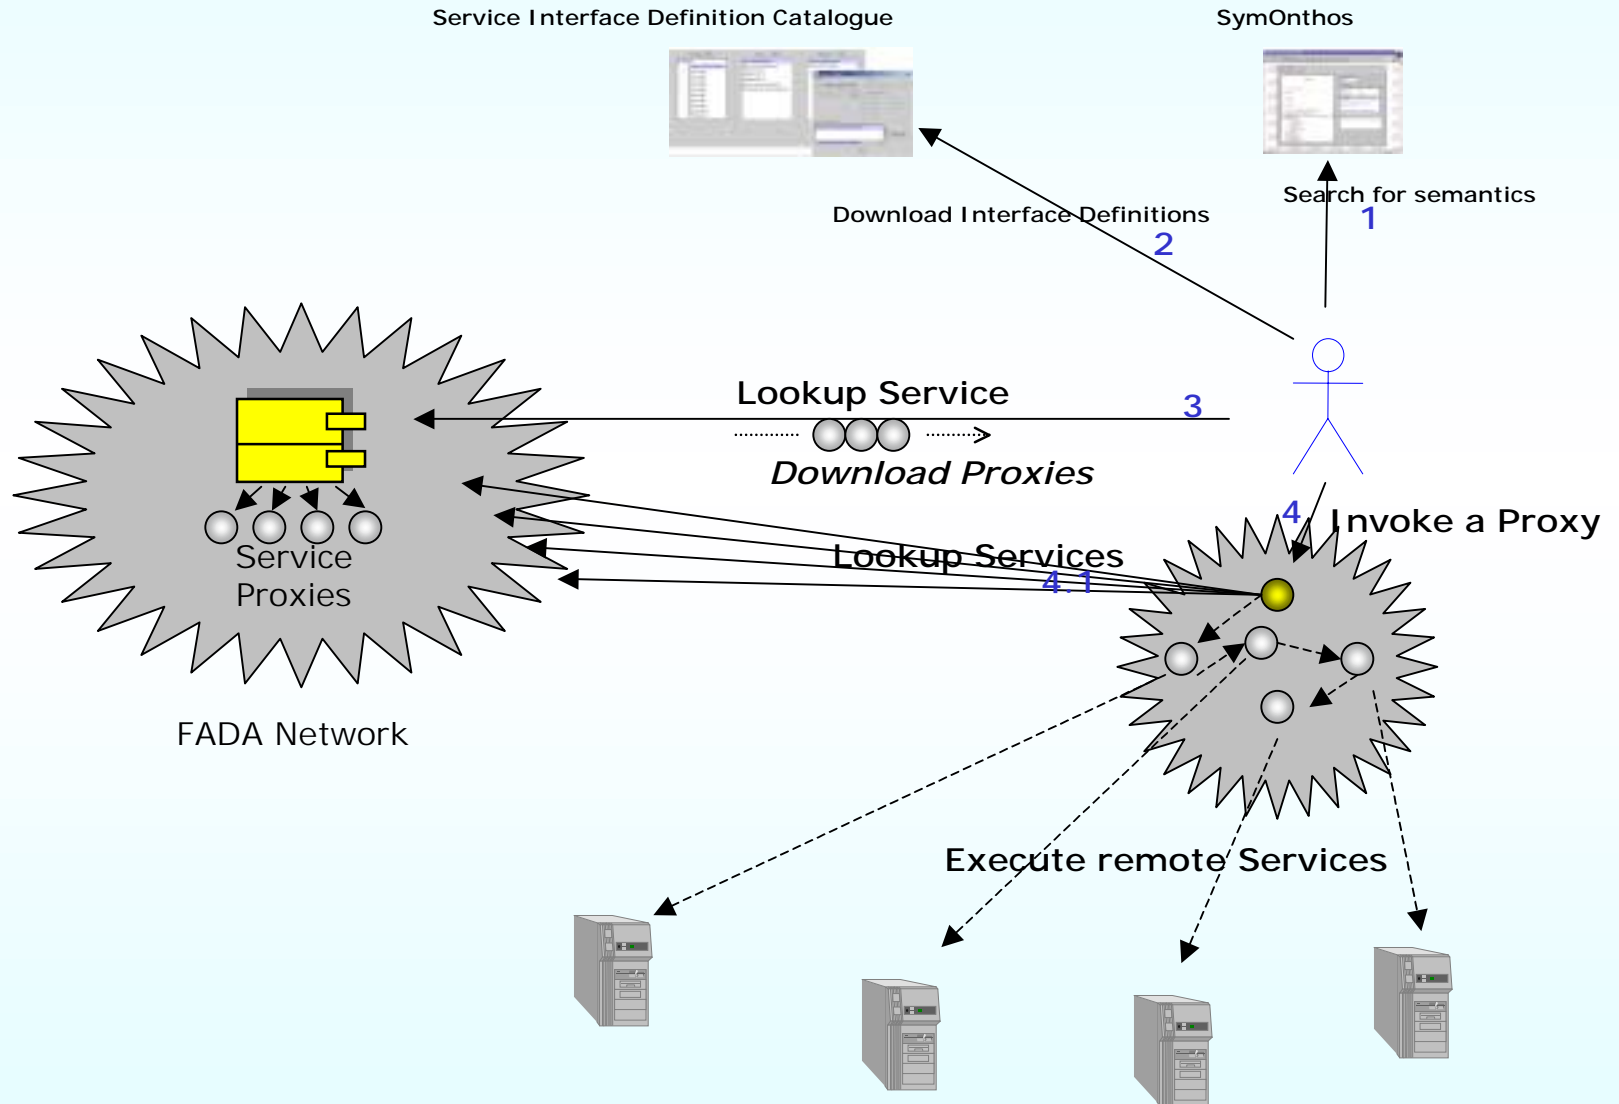 Service Interface Definition Catalogue
SymOnthos
Search for semantics
1
Download Interface Definitions
2
Lookup Service
3
Download Proxies
4
Invoke a Proxy
Lookup Services
4.1
Service
Proxies
FADA Network
Execute remote Services